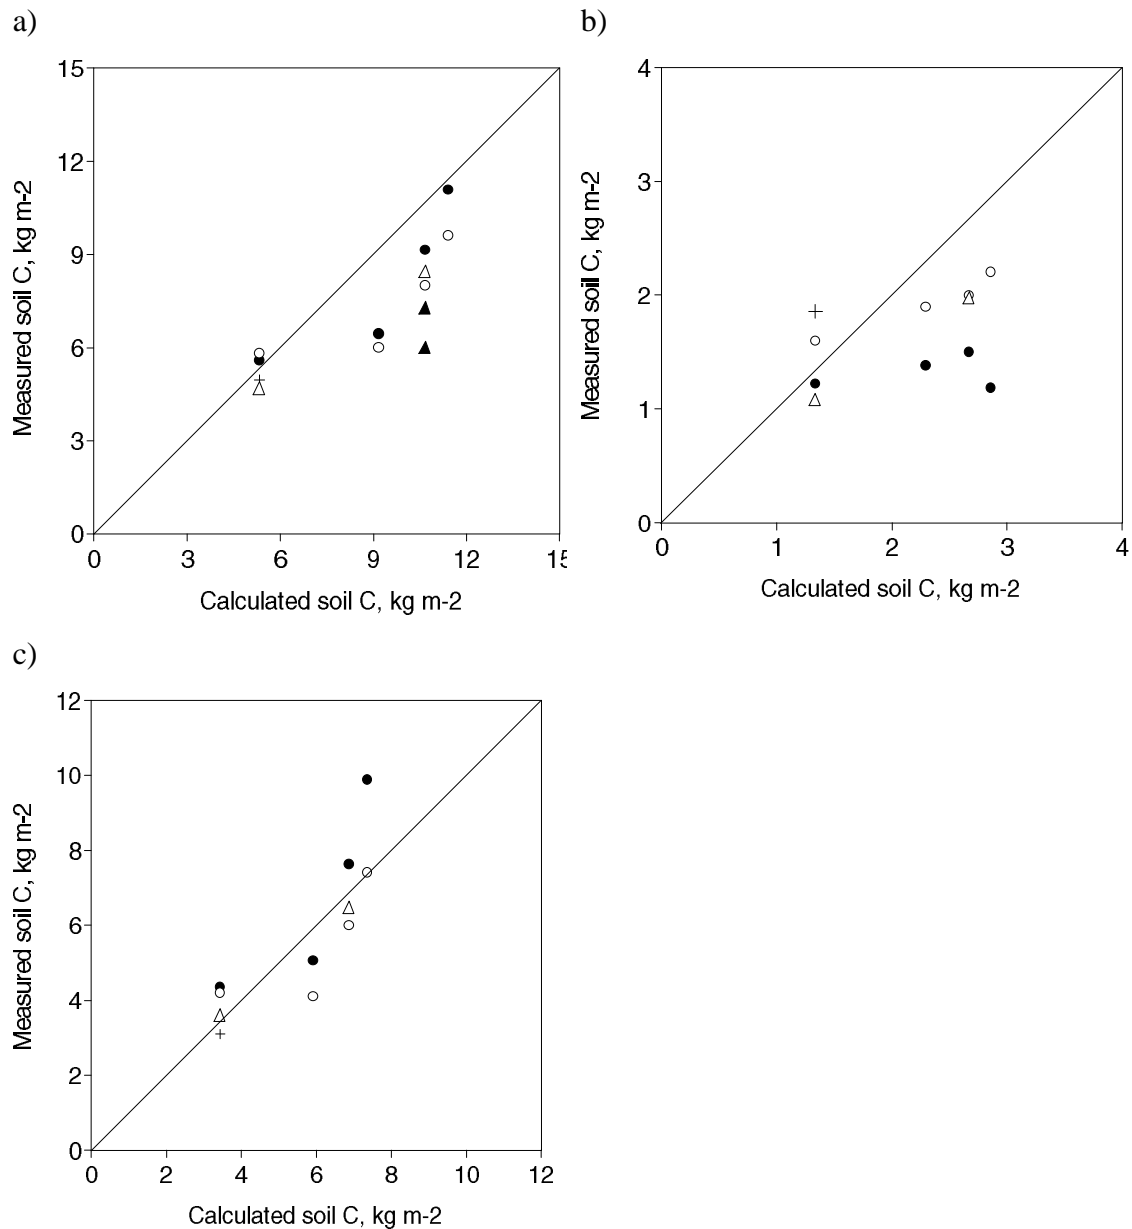 a)
15
12
9
6
3
0
Measured soil C, kg m-2
0 3 6 9 12 15
Calculated soil C, kg m-2
b)
4
3
2
1
0
Measured soil C, kg m-2
0 1 2 3 4
Calculated soil C, kg m-2
c)
12
10
8
6
4
2
0
Measured soil C, kg m-2
0 2 4 6 8 10 12
Calculated soil C, kg m-2